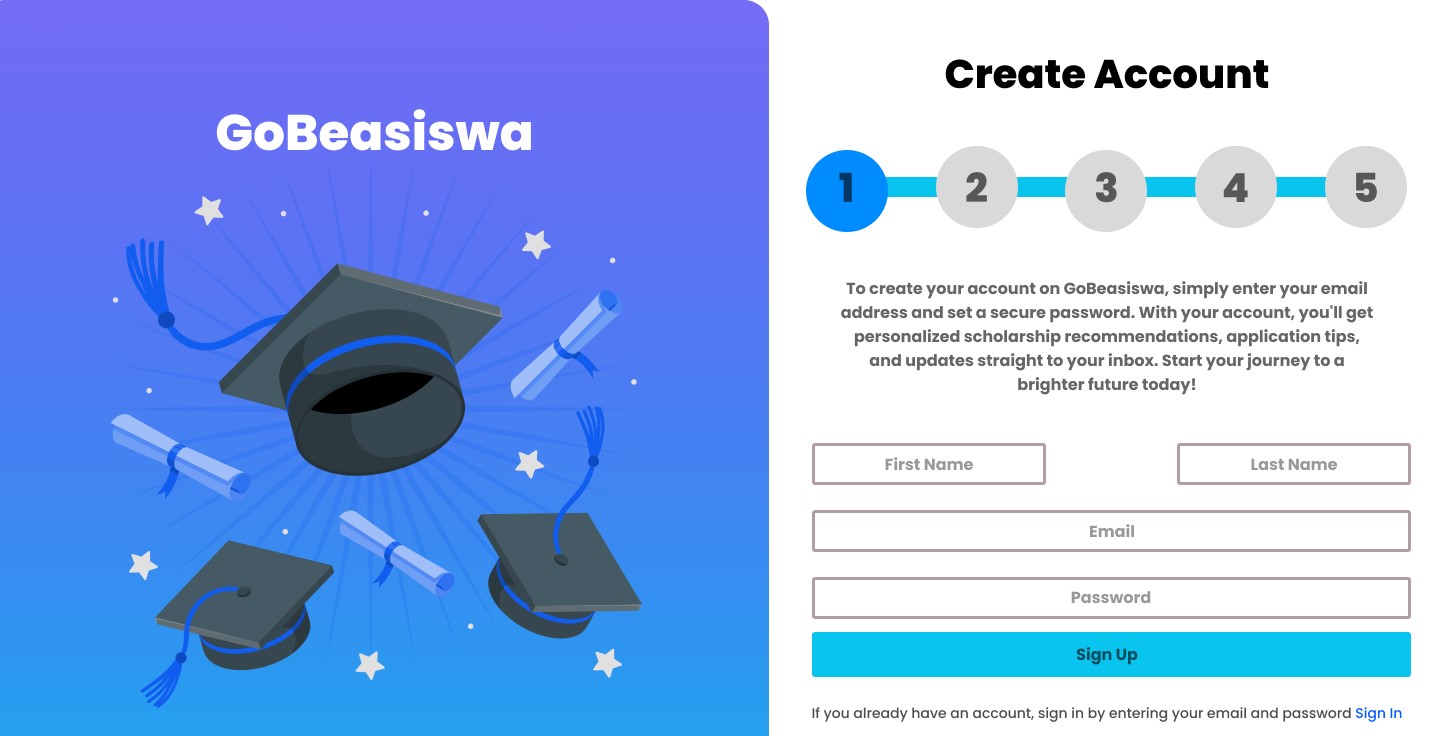 GoBeasiswa
Create Account
1 2 3 4 5
To create your account on GoBeasiswa, simply enter your email
address and set a secure password. With your account, you'll get
personalized scholarship recommendations, application tips,
and updates straight to your inbox. Start your journey to a
brighter future today!
First Name Last Name
Email
Password
Sign Up
If you already have an account, sign in by entering your email and password Sign In